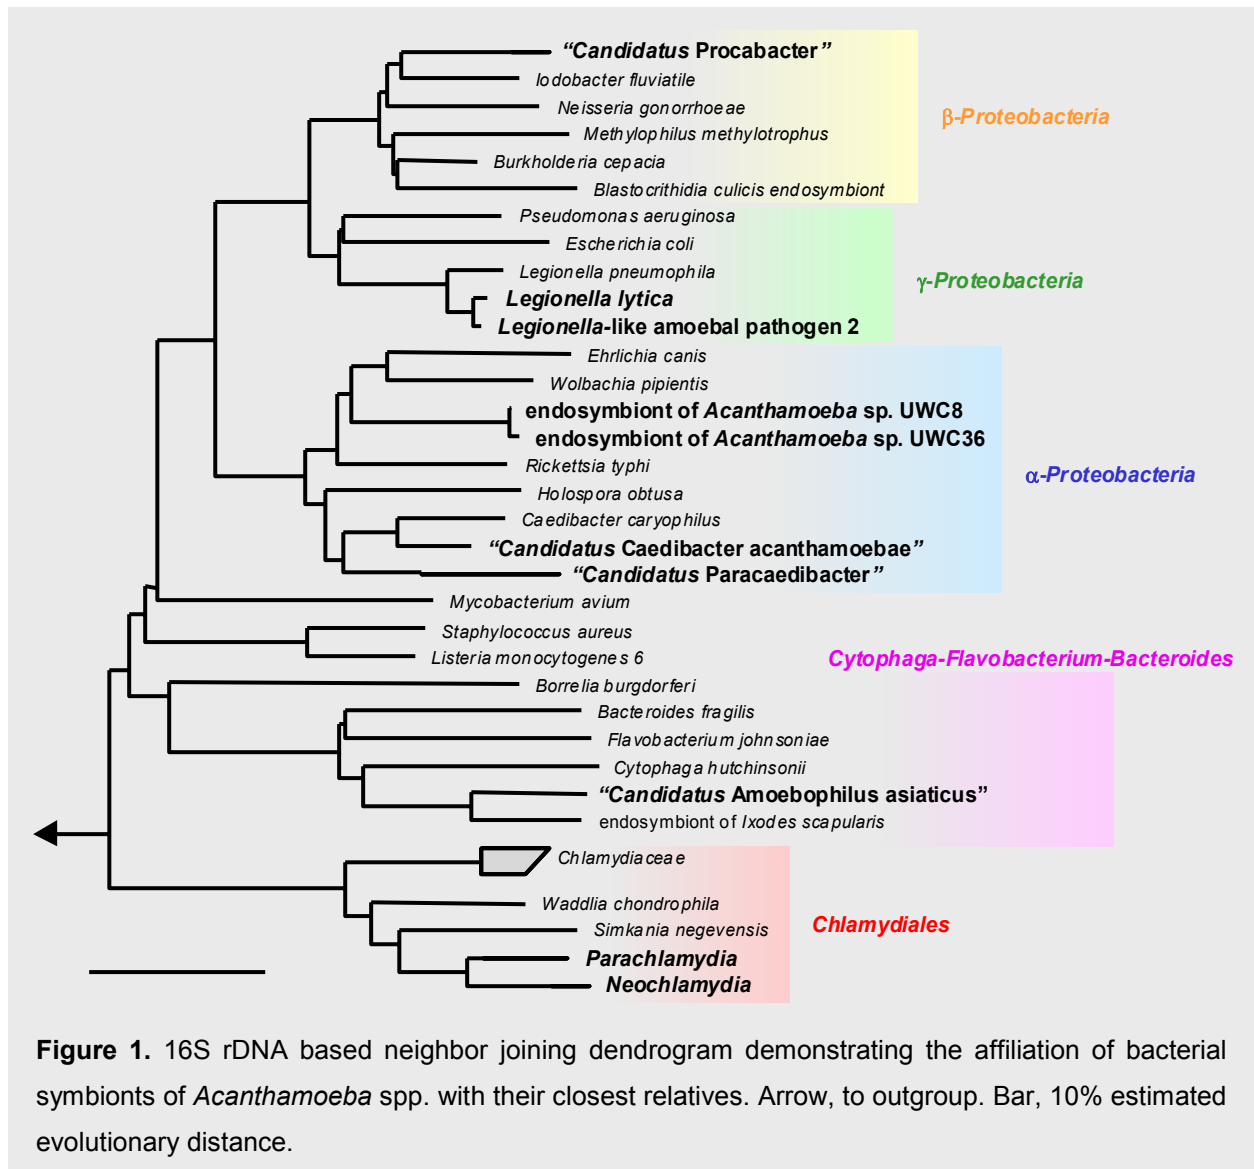 “Candidatus Procabacter”
Iodobacter fluviatile
Neisseria gonorrhoeae
β-Proteobacteria
Methylophilus methylotrophus
Burkholderia cepacia
Blastocrithidia culicis endosymbiont
Pseudomonas aeruginosa
Escherichia coli
Legionella pneumophila
γ-Proteobacteria
Legionella lytica
Legionella-like amoebal pathogen 2
Ehrlichia canis
Wolbachia pipientis
endosymbiont of Acanthamoeba sp. UWC8
endosymbiont of Acanthamoeba sp. UWC36
Rickettsia typhi
α-Proteobacteria
Holospora obtusa
Caedibacter caryophilus
“Candidatus Caedibacter acanthamoebae”
“Candidatus Paracaedibacter”
Mycobacterium avium
Staphylococcus aureus
Listeria monocytogenes 6
Cytophaga-Flavobacterium-Bacteroides
Borrelia burgdorferi
Bacteroides fragilis
Flavobacterium johnsoniae
Cytophaga hutchinsonii
“Candidatus Amoebophilus asiaticus”
endosymbiont of Ixodes scapularis
Chlamydiaceae
Waddlia chondrophila
Chlamydiales
Simkania negevensis
Parachlamydia
Neochlamydia
Figure 1. 16S rDNA based neighbor joining dendrogram demonstrating the affiliation of bacterial
symbionts of Acanthamoeba spp. with their closest relatives. Arrow, to outgroup. Bar, 10% estimated
evolutionary distance.